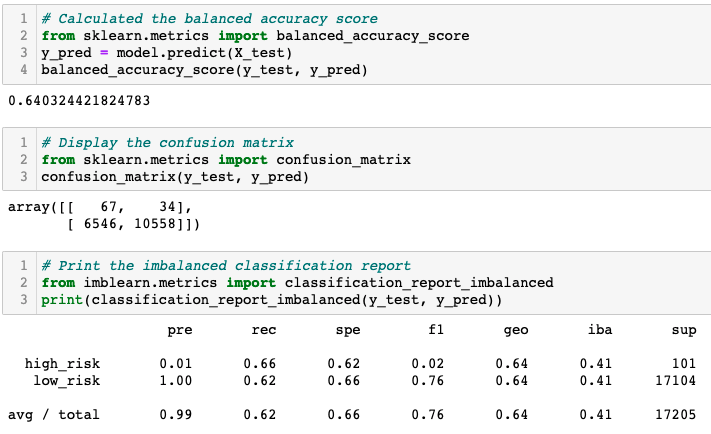 1 # Calculated the balanced accuracy score
2 from sklearn.metrics import balanced_accuracy_score
3 y_pred = model.predict(X_test)
4 balanced_accuracy_score(y_test, y_pred)
0.640324421824783
1 # Display the confusion matrix
2 from sklearn.metrics import confusion_matrix
3 confusion_matrix(y_test, y_pred)
array([[   67,    34],
       [ 6546, 10558]])
1 # Print the imbalanced classification report
2 from imblearn.metrics import classification_report_imbalanced
3 print(classification_report_imbalanced(y_test, y_pred))
pre rec spe f1 geo iba sup
high_risk 0.01 0.66 0.62 0.02 0.64 0.41 101
low_risk 1.00 0.62 0.66 0.76 0.64 0.41 17104
avg / total 0.99 0.62 0.66 0.76 0.64 0.41 17205